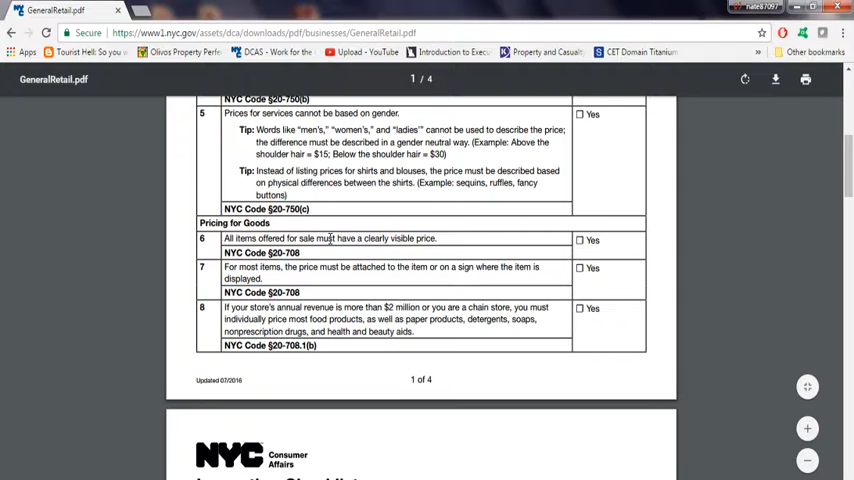 GeneralRetail.pdf
nate87097
Secure https://www1.nyc.gov/assets/dca/downloads/pdf/businesses/GeneralRetail.pdf
Apps Tourist Hell: So you Olivos Property DCAS - Work for the Upload - YouTube Introduction to Exec Property and Casualty CET Domain Titanium » Other bookmarks
GeneralRetail.pdf 1 / 4
NYC Code §20-750(b)
5 Prices for services cannot be based on gender. Yes
Tip: Words like “men's,” “women's,” and “ladies'” cannot be used to describe the price;
the difference must be described in a gender neutral way. (Example: Above the
shoulder hair = $15; Below the shoulder hair = $30)
Tip: Instead of listing prices for shirts and blouses, the price must be described based
on physical differences between the shirts. (Example: sequins, ruffles, fancy
buttons)
NYC Code §20-750(c)
Pricing for Goods
6 All items offered for sale must have a clearly visible price. Yes
NYC Code §20-708
7 For most items, the price must be attached to the item or on a sign where the item is Yes
displayed.
NYC Code §20-708
8 If your store's annual revenue is more than $2 million or you are a chain store, you must Yes
individually price most food products, as well as paper products, detergents, soaps,
nonprescription drugs, and health and beauty aids.
NYC Code §20-708.1(b)
Updated 07/2016 1 of 4
NYC Consumer
Affairs